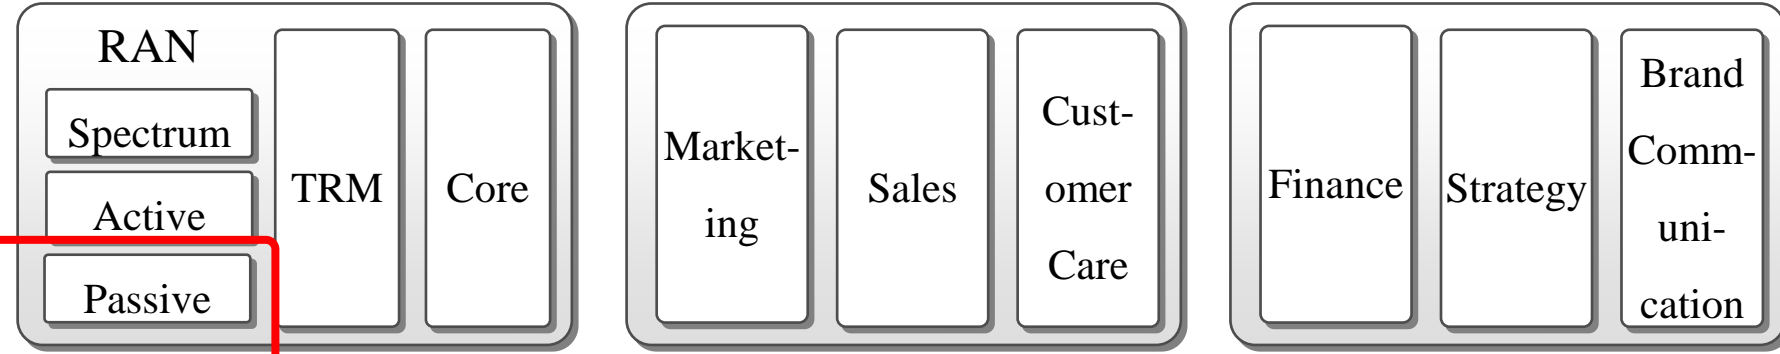 RAN
Spectrum
Active
Passive
TRM
Core
Market-
ing
Sales
Cust-
omer
Care
Finance
Strategy
Brand
Comm-
uni-
cation